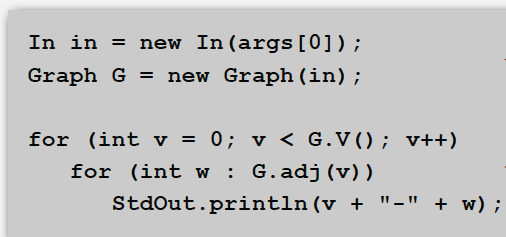 In in = new In(args[0]);
Graph G = new Graph(in);
for (int v = 0; v < G.V(); v++)
for (int w : G.adj(v))
StdOut.println(v + "-" + w);